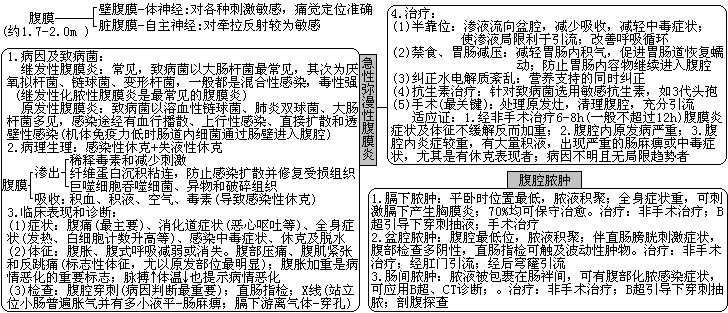 腹膜
(约1.7-2.0m )
壁腹膜-体神经：对各种刺激敏感，痛觉定位准确
脏腹膜-自主神经：对牵拉反射较为敏感
1.病因及致病菌：
继发性腹膜炎：常见，致病菌以大肠杆菌最常见，其次为厌
氧拟杆菌、链球菌、变形杆菌，一般都是混合性感染，毒性强
(继发性化脓性腹膜炎是最常见的腹膜炎)
原发性腹膜炎：致病菌以溶血性链球菌、肺炎双球菌、大肠
杆菌多见，感染途经有血行播散、上行性感染、直接扩散和透
壁性感染(机体免疫力低时肠道内细菌通过肠壁进入腹腔)
2.病理生理：感染性休克+失液性休克
腹膜
渗出
稀释毒素和减少刺激
纤维蛋白沉积粘连，防止感染扩散并修复受损组织
巨噬细胞吞噬细菌、异物和破碎组织
吸收：积血、积液、空气、毒素(导致感染性休克)
3.临床表现和诊断：
(1)症状：腹痛(最主要)、消化道症状(恶心呕吐等)、全身症
状(发热、白细胞计数升高等)、感染中毒症状、休克及脱水
(2)体征：腹胀、腹式呼吸减弱或消失。腹部压痛、腹肌紧张
和反跳痛(标志性体征，尤以原发部位最明显)；腹胀加重是病
情恶化的重要标志；脉搏↑体温↓也提示病情恶化
(3)检查：腹腔穿刺(病因判断最重要)；直肠指检；X线(站立
位小肠普遍胀气并有多小液平-肠麻痹；膈下游离气体-穿孔)
急性弥漫性腹膜炎
4.治疗：
(1)半靠位：渗液流向盆腔，减少吸收，减轻中毒症状；
使渗液局限利于引流；改善呼吸循环
(2)禁食、胃肠减压：减轻胃肠内积气，促进胃肠道恢复蠕
动；防止胃肠内容物继续进入腹腔
(3)纠正水电解质紊乱：营养支持的同时纠正
(4)抗生素治疗：针对致病菌选用敏感抗生素，如3代头孢
(5)手术(最关键)：处理原发灶，清理腹腔，充分引流
适应证：1.经非手术治疗6-8h(一般不超过12h)腹膜炎
症状及体征不缓解反而加重；2.腹腔内原发病严重；3.腹
腔内炎症较重，有大量积液，出现严重的肠麻痹或中毒症
状，尤其是有休克表现者；病因不明且无局限趋势者
腹腔脓肿
1.膈下脓肿：平卧时位置最低，脓液积聚；全身症状重，可刺
激膈下产生胸膜炎；70%均可保守治愈。治疗：非手术治疗；B
超引导下穿刺抽液，手术治疗
2.盆腔脓肿：腹腔最低位，脓液积聚；伴直肠膀胱刺激症状，
腹部检查多阴性，直肠指检可触及波动性肿物。治疗：非手术
治疗；经肛门引流；经后穹窿引流
3.肠间脓肿：脓液被包裹在肠袢间，可有腹部化脓感染症状，
可应用B超、CT诊断；。治疗：非手术治疗；B超引导下穿刺抽
脓；剖腹探查